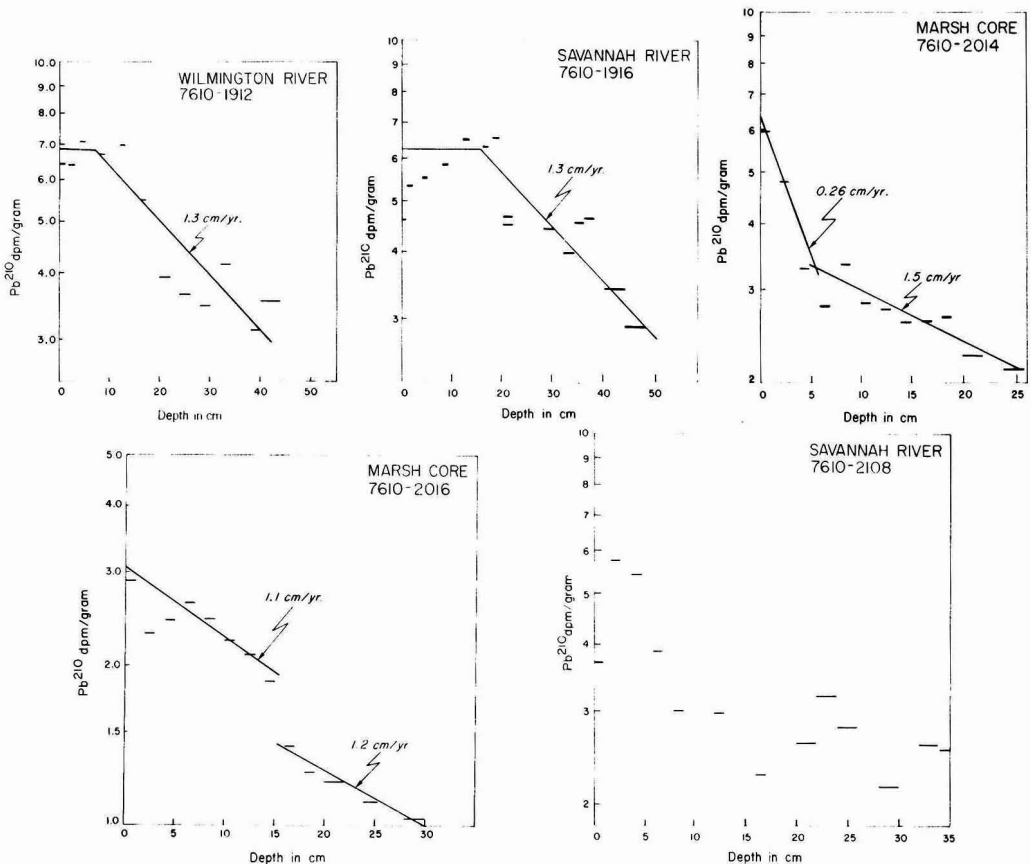 WILMINGTON RIVER
7610-1912
10.0
9.0
8.0
7.0
6.0
5.0
4.0
3.0
Pb210 dpm/gram
1.3 cm/yr.
0 10 20 30 40 50
Depth in cm
SAVANNAH RIVER
7610-1916
10
9
8
7
6
5
4
3
Pb210 dpm/gram
1.3 cm/yr.
0 10 20 30 40 50
Depth in cm
MARSH CORE
7610-2014
10
9
8
7
6
5
4
3
2
Pb210 dpm/gram
0.26 cm/yr.
1.5 cm/yr.
0 5 10 15 20 25
Depth in cm
MARSH CORE
7610-2016
5.0
4.0
3.0
2.0
1.5
1.0
Pb210 dpm/gram
1.1 cm/yr.
1.2 cm/yr
0 5 10 15 20 25 30
Depth in cm
SAVANNAH RIVER
7610-2108
10
9
8
7
6
5
4
3
2
Pb210 dpm/gram
0 5 10 15 20 25 30 35
Depth in cm